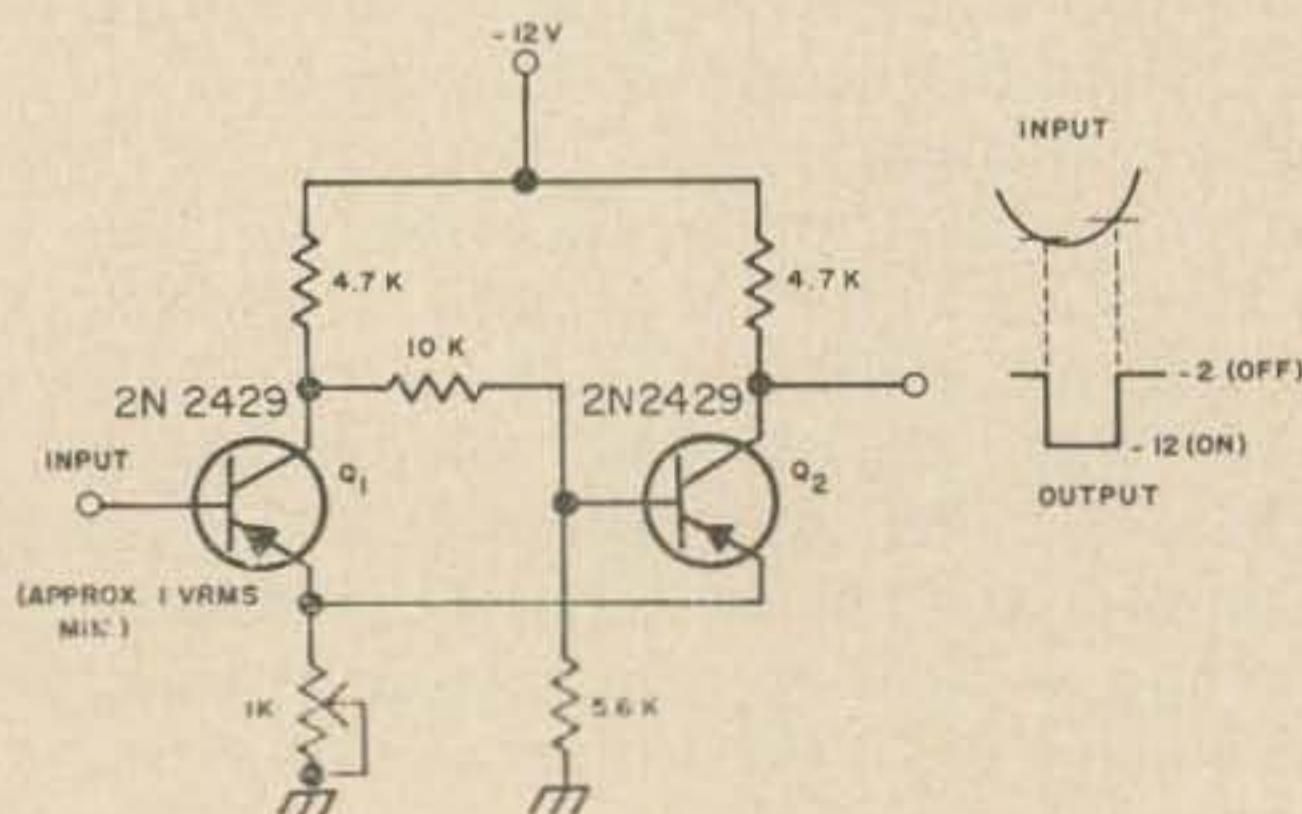 -12V
INPUT
4.7 K
4.7 K
10 K
2N 2429
2N2429
-2 (OFF)
INPUT
Q1
Q2
-12 (ON)
OUTPUT
(APPROX 1 VRMS
MIN.)
1K
5.6 K